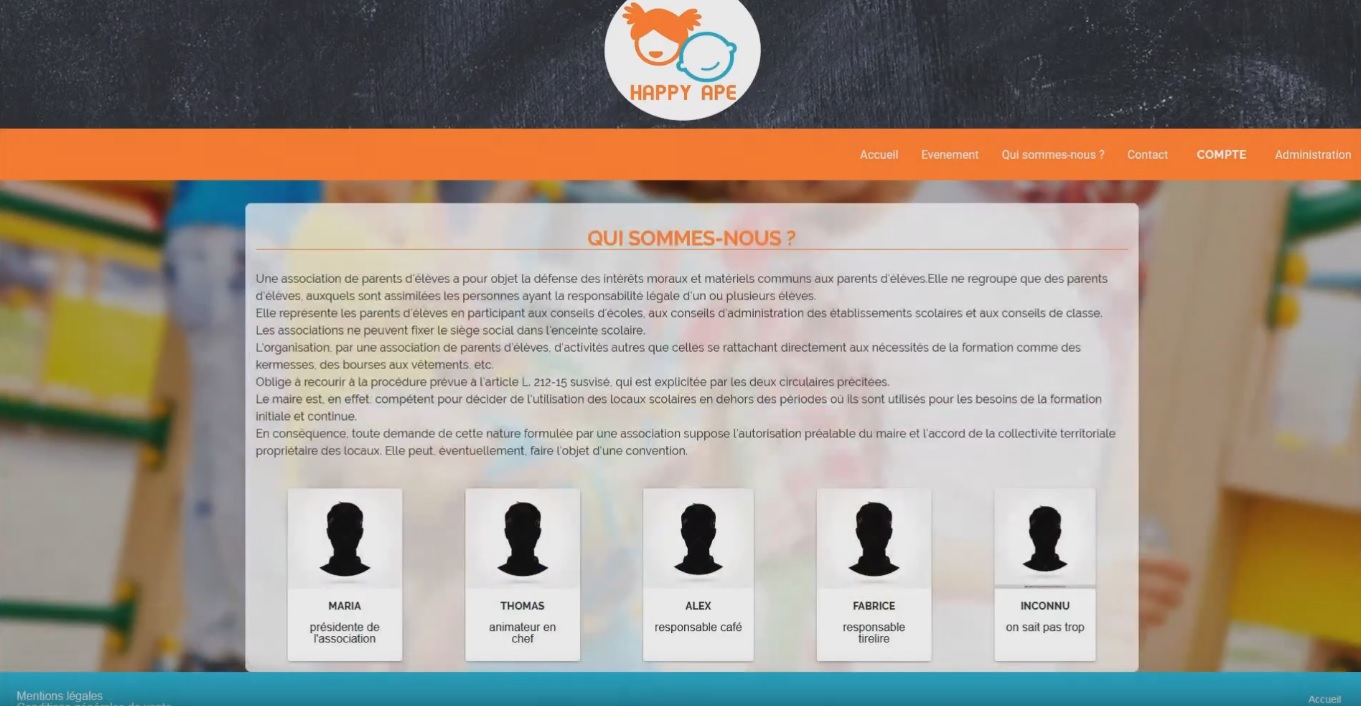 HAPPY APE
Accueil Evenement Qui sommes-nous ? Contact COMPTE Administration
QUI SOMMES-NOUS ?
Une association de parents d'élèves a pour objet la défense des intérêts moraux et matériels communs aux parents d'élèves.Elle ne regroupe que des parents
d'élèves, auxquels sont assimilées les personnes ayant la responsabilité légale d'un ou plusieurs élèves.
Elle représente les parents d'élèves en participant aux conseils d'écoles, aux conseils d'administration des établissements scolaires et aux conseils de classe.
Les associations ne peuvent fixer le siège social dans l'enceinte scolaire.
L'organisation, par une association de parents d'élèves, d'activités autres que celles se rattachant directement aux nécessités de la formation comme des
kermesses, des bourses aux vêtements, etc.
Oblige à recourir à la procédure prévue à l'article L. 212-15 susvisé, qui est explicitée par les deux circulaires précitées.
Le maire est, en effet, compétent pour décider de l'utilisation des locaux scolaires en dehors des périodes où ils sont utilisés pour les besoins de la formation
initiale et continue.
En conséquence, toute demande de cette nature formulée par une association suppose l'autorisation préalable du maire et l'accord de la collectivité territoriale
propriétaire des locaux. Elle peut, éventuellement, faire l'objet d'une convention.
MARIA
présidente de
l'association
THOMAS
animateur en
chef
ALEX
responsable café
FABRICE
responsable
tirelire
INCONNU
on sait pas trop
Mentions légales
Conditions générales de vente
Accueil